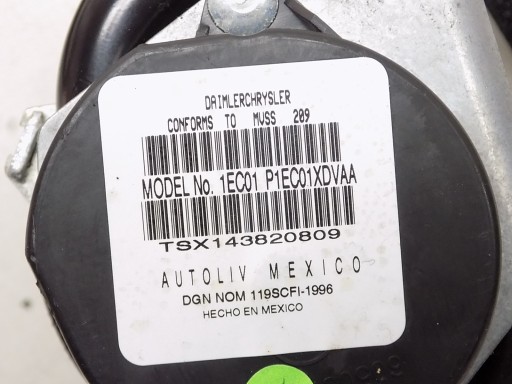 DAIMLERCHRYSLER
CONFORMS TO MVSS 209
MODEL No. 1EC01 P1EC01XDVAA
TSX143820809
AUTOLIV MEXICO
DGN NOM 119SCFI-1996
HECHO EN MEXICO